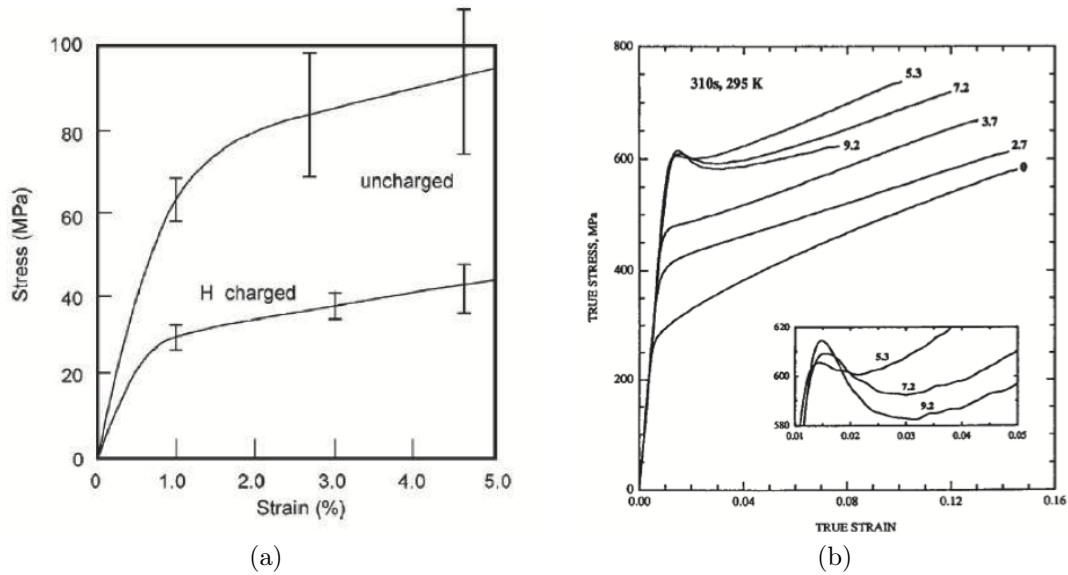 100
80
60
40
20
0
Stress (MPa)
uncharged
H charged
0.0 1.0 2.0 3.0 4.0 5.0
Strain (%)
(a)
800
600
400
200
0
TRUE STRESS, MPa
310s, 295 K
5.3
7.2
3.7
9.2
2.7
0
620
600
580
5.3
7.2
9.2
0.01 0.02 0.03 0.04 0.05
0.00 0.04 0.08 0.12 0.16
TRUE STRAIN
(b)